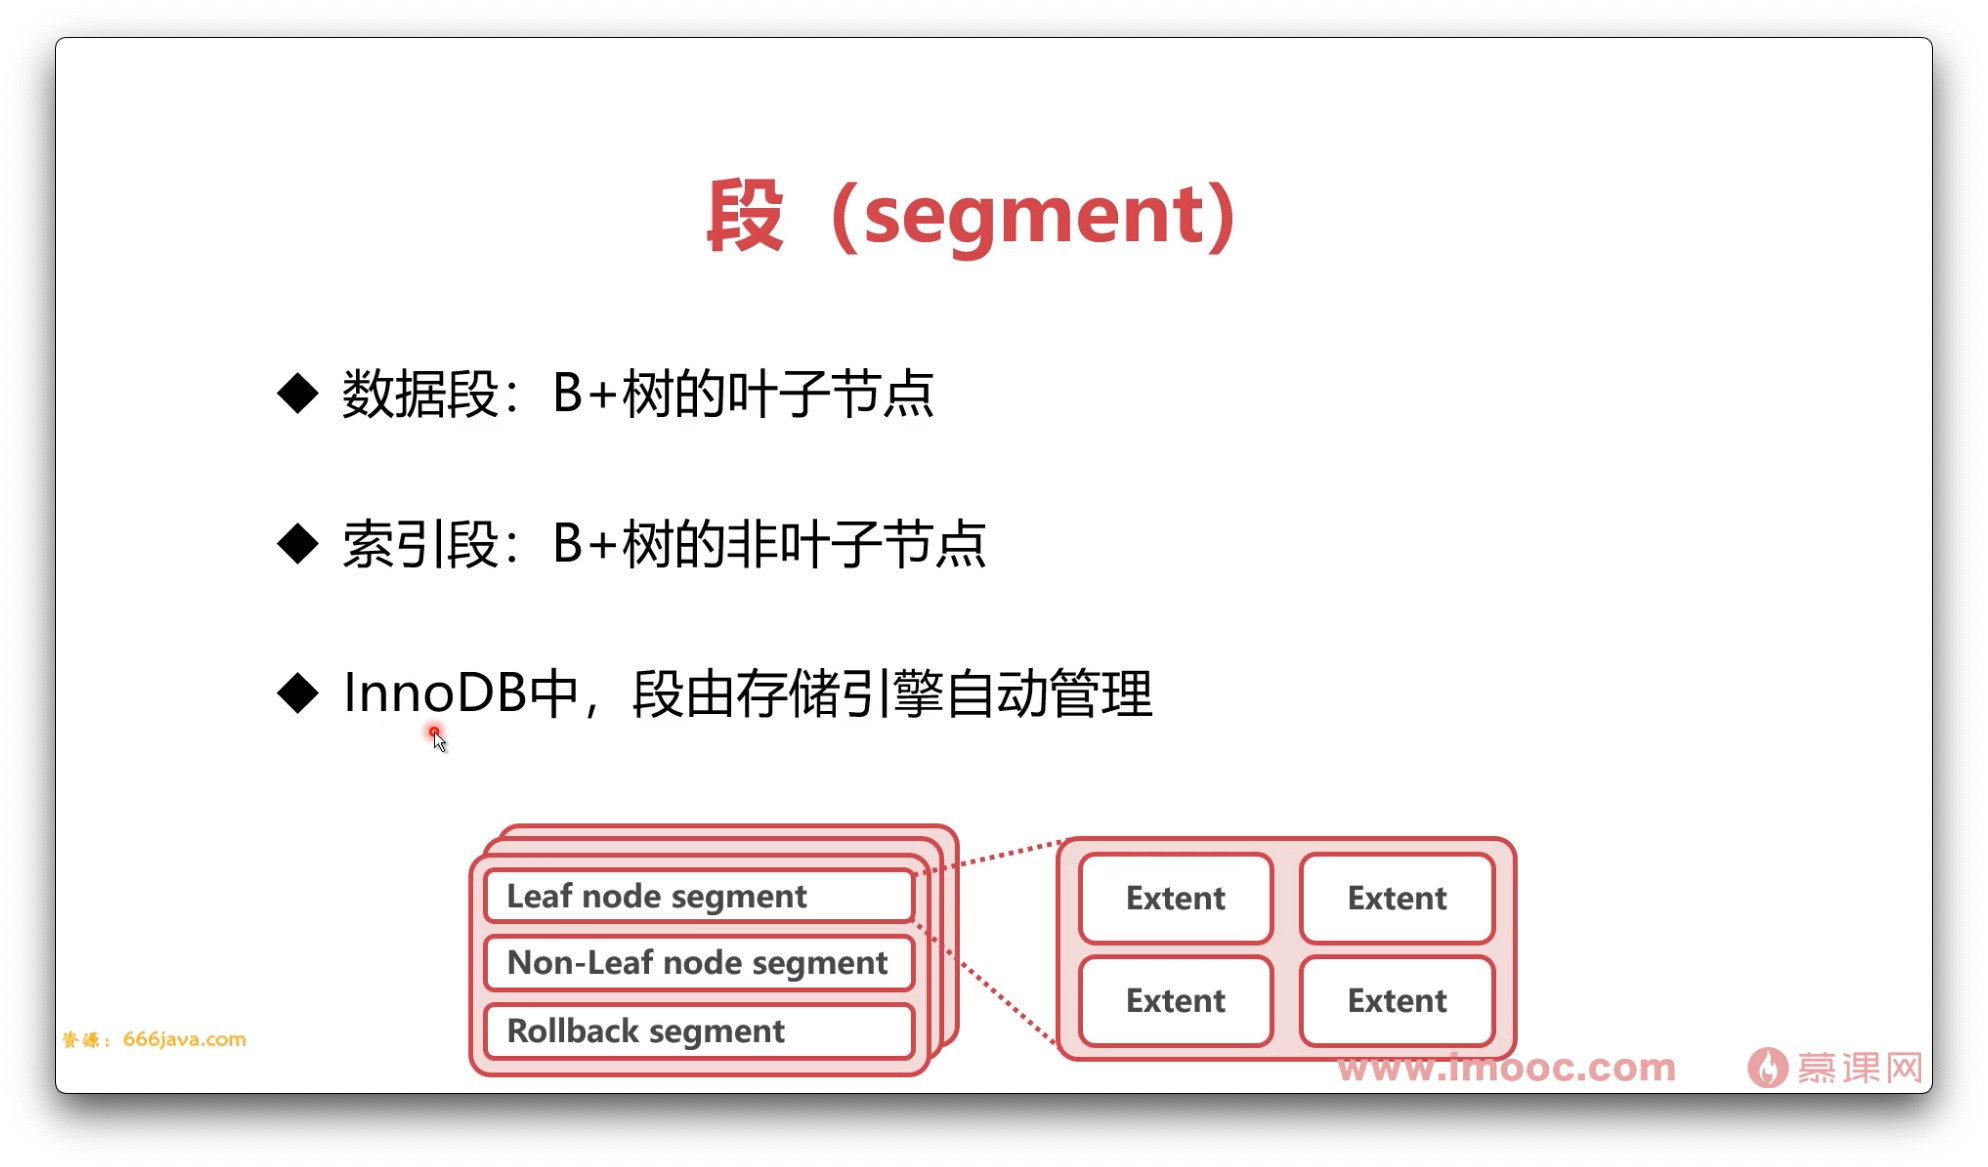 段（segment）
◆ 数据段：B+树的叶子节点
◆ 索引段：B+树的非叶子节点
◆ InnoDB中，段由存储引擎自动管理
Leaf node segment
Non-Leaf node segment
Rollback segment
Extent Extent
Extent Extent
资源：666java.com
www.imooc.com
慕课网